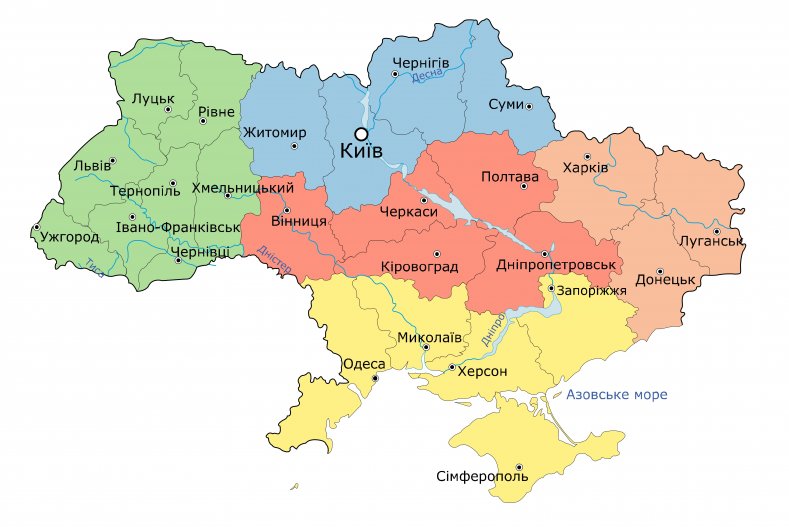 Чернігів
Десна
Луцьк
Рівне
Суми
Житомир
Київ
Львів
Харків
Тернопіль
Хмельницький
Полтава
Черкаси
Вінниця
Івано-Франківськ
Ужгород
Луганськ
Чернівці
Дністер
Тиса
Кіровоград
Дніпропетровськ
Донецьк
Запоріжжя
Миколаїв
Дніпро
Одеса
Херсон
Азовське море
Сімферополь